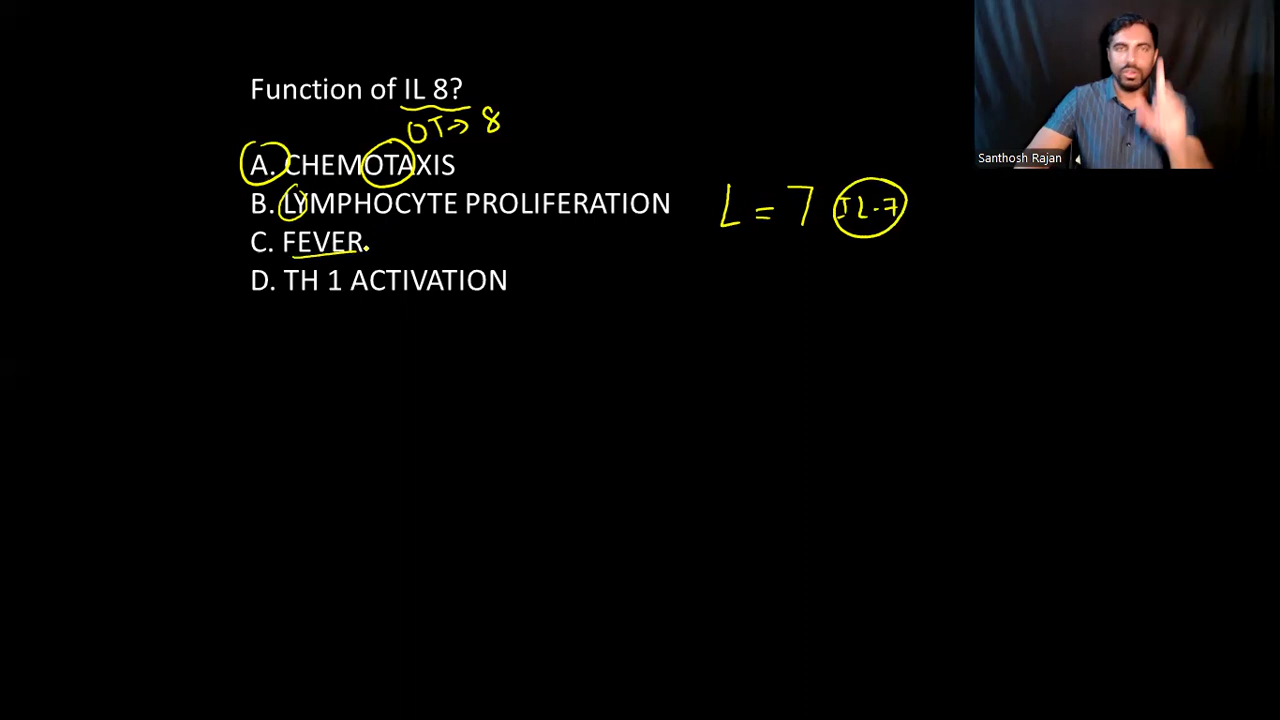 Function of IL 8?
OT→ 8
A. CHEMOTAXIS
B. LYMPHOCYTE PROLIFERATION
L = 7 IL-7
C. FEVER
D. TH 1 ACTIVATION
Santhosh Rajan